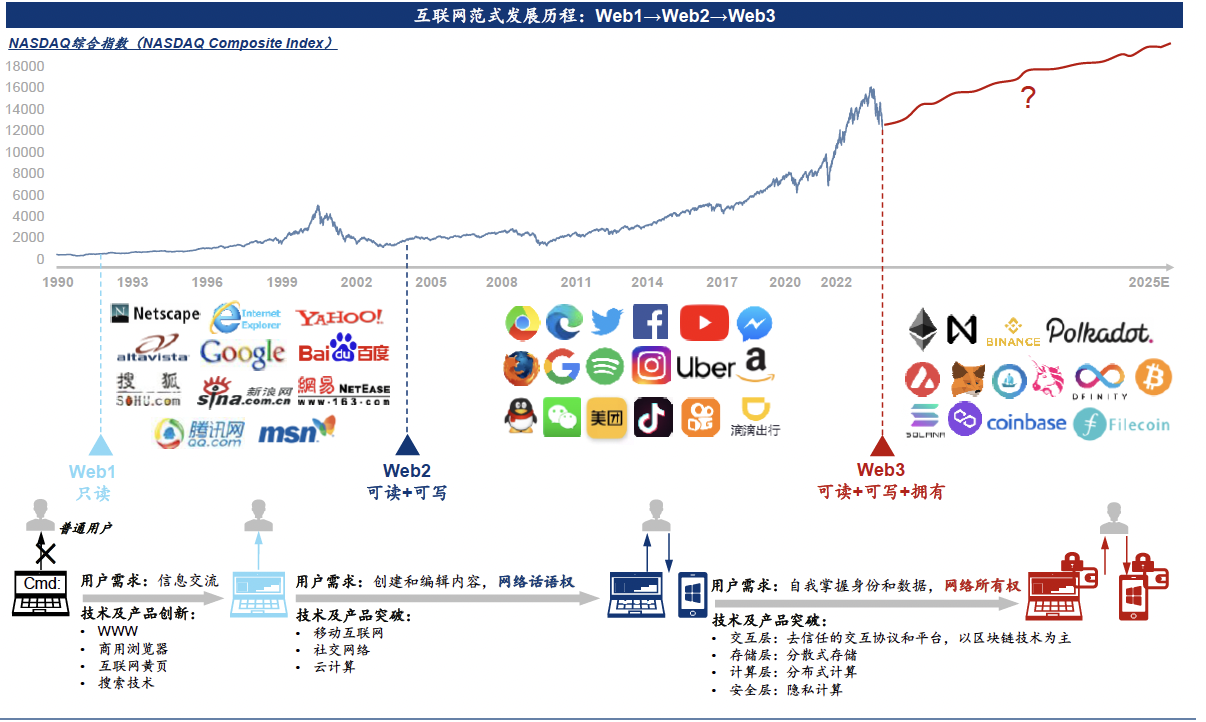 互联网范式发展历程：Web1→Web2→Web3
NASDAQ综合指数（NASDAQ Composite Index）
18000
16000
14000
12000
10000
8000
6000
4000
2000
0
?
1990 1993 1996 1999 2002 2005 2008 2011 2014 2017 2020 2022 2025E
N Netscape Internet Explorer YAHOO!
altavista Google Bai du 百度
搜狐 SOHU.com sina 新浪网 .com.cn 網易 NETEASE www.163.com
腾讯网 QQ.com msn
f
G Uber a
美团 滴滴出行
BINANCE Polkadot.
DFINITY
SOLANA coinbase Filecoin
Web1
只读
Web2
可读+可写
Web3
可读+可写+拥有
普通用户
Cmd:
用户需求：信息交流
技术及产品创新：
• WWW
• 商用浏览器
• 互联网黄页
• 搜索技术
用户需求：创建和编辑内容，网络话语权
技术及产品突破：
• 移动互联网
• 社交网络
• 云计算
用户需求：自我掌握身份和数据，网络所有权
技术及产品突破：
• 交互层：去信任的交互协议和平台，以区块链技术为主
• 存储层：分散式存储
• 计算层：分布式计算
• 安全层：隐私计算